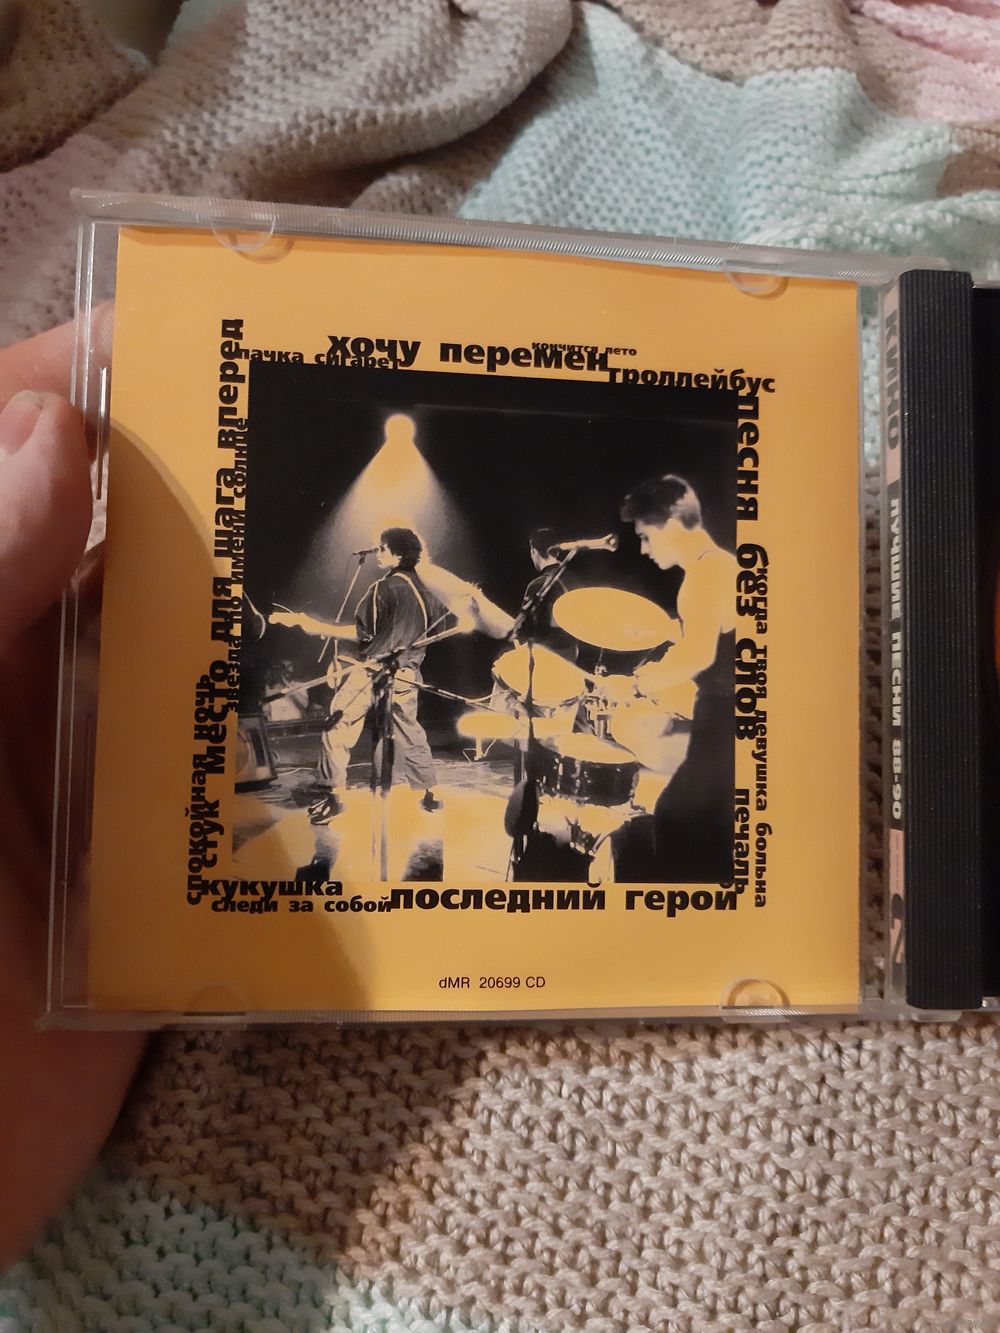 хочу перемен
кончится лето
пачка сигарет
троллейбус
место для шага вперед
звезда по имени солнце
спокойная ночь
стук
песня без слов
когда твоя девушка больна
печаль
кукушка
следи за собой
последний герой
dMR 20699 CD
КИНО
ЛУЧШИЕ ПЕСНИ 88-90
2